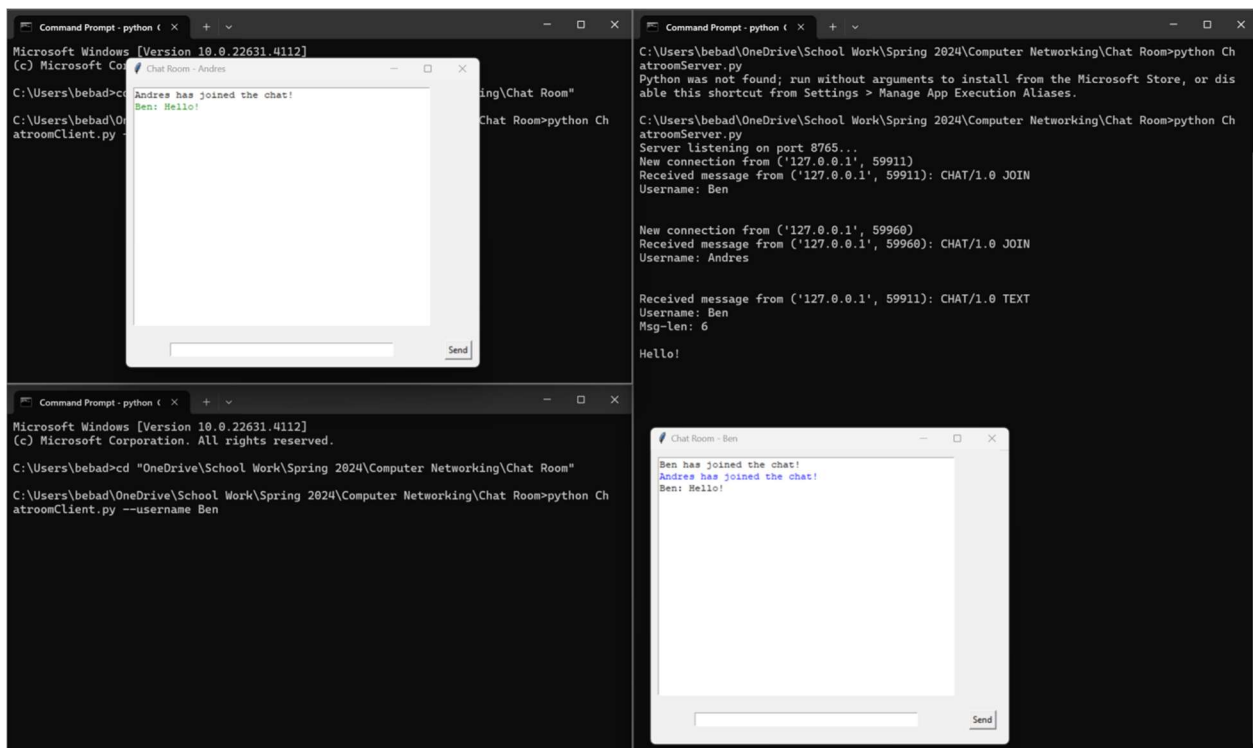 Command Prompt - python C
Microsoft Windows [Version 10.0.22631.4112]
(c) Microsoft Cor
C:\Users\bebad>cd
ing\Chat Room"
C:\Users\bebad\On
Chat Room>python Ch
atroomClient.py -
Chat Room - Andres
Andres has joined the chat!
Ben: Hello!
Send
Command Prompt - python C
Microsoft Windows [Version 10.0.22631.4112]
(c) Microsoft Corporation. All rights reserved.
C:\Users\bebad>cd "OneDrive\School Work\Spring 2024\Computer Networking\Chat Room"
C:\Users\bebad\OneDrive\School Work\Spring 2024\Computer Networking\Chat Room>python Ch
atroomClient.py --username Ben
Command Prompt - python C
C:\Users\bebad\OneDrive\School Work\Spring 2024\Computer Networking\Chat Room>python Ch
atroomServer.py
Python was not found; run without arguments to install from the Microsoft Store, or dis
able this shortcut from Settings > Manage App Execution Aliases.
C:\Users\bebad\OneDrive\School Work\Spring 2024\Computer Networking\Chat Room>python Ch
atroomServer.py
Server listening on port 8765...
New connection from ('127.0.0.1', 59911)
Received message from ('127.0.0.1', 59911): CHAT/1.0 JOIN
Username: Ben
New connection from ('127.0.0.1', 59960)
Received message from ('127.0.0.1', 59960): CHAT/1.0 JOIN
Username: Andres
Received message from ('127.0.0.1', 59911): CHAT/1.0 TEXT
Username: Ben
Msg-len: 6
Hello!
Chat Room - Ben
Ben has joined the chat!
Andres has joined the chat!
Ben: Hello!
Send